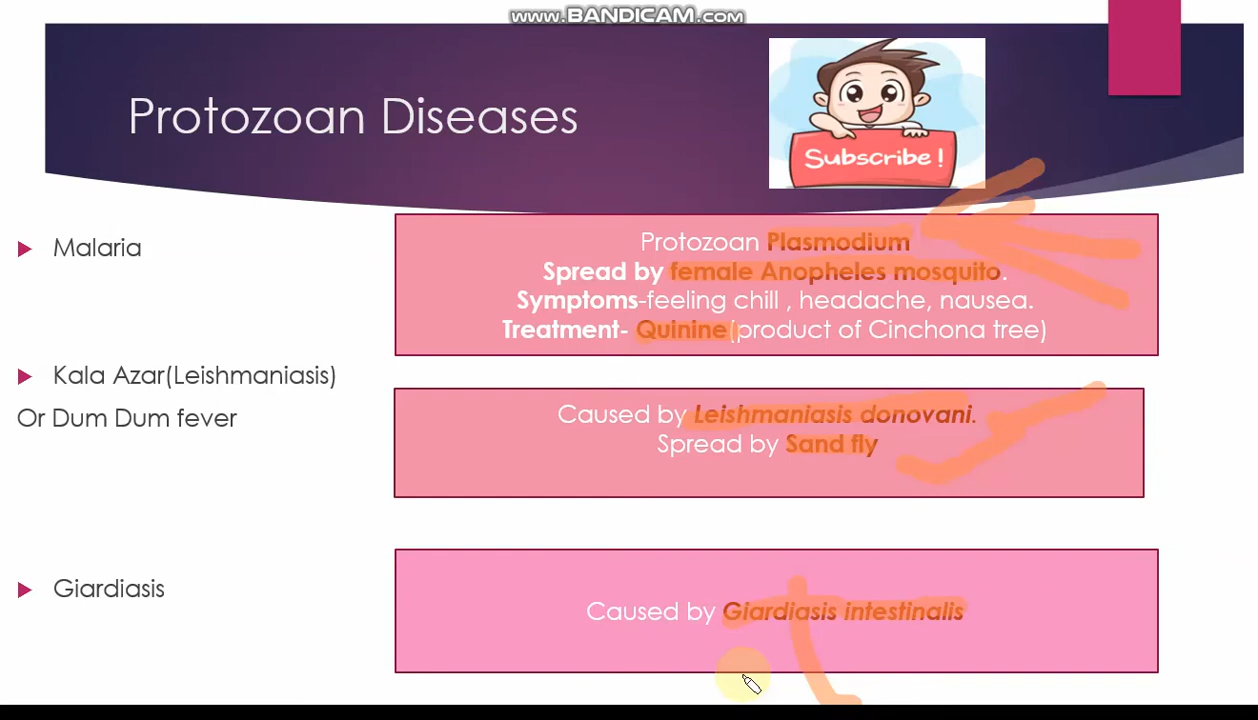 www.BANDICAM.com
Protozoan Diseases
Subscribe !
Malaria
Protozoan Plasmodium
Spread by female Anopheles mosquito.
Symptoms-feeling chill , headache, nausea.
Treatment- Quinine(product of Cinchona tree)
Kala Azar(Leishmaniasis)
Or Dum Dum fever
Caused by Leishmaniasis donovani.
Spread by Sand fly
Giardiasis
Caused by Giardiasis intestinalis